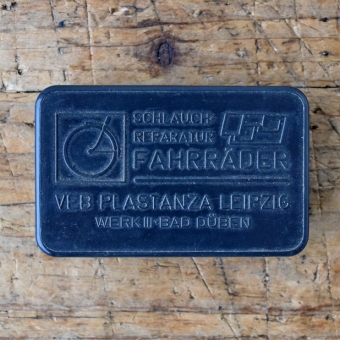 SCHLAUCH-
REPARATUR
FAHRRÄDER
VEB PLASTANZA LEIPZIG
WERK II-BAD DÜBEN